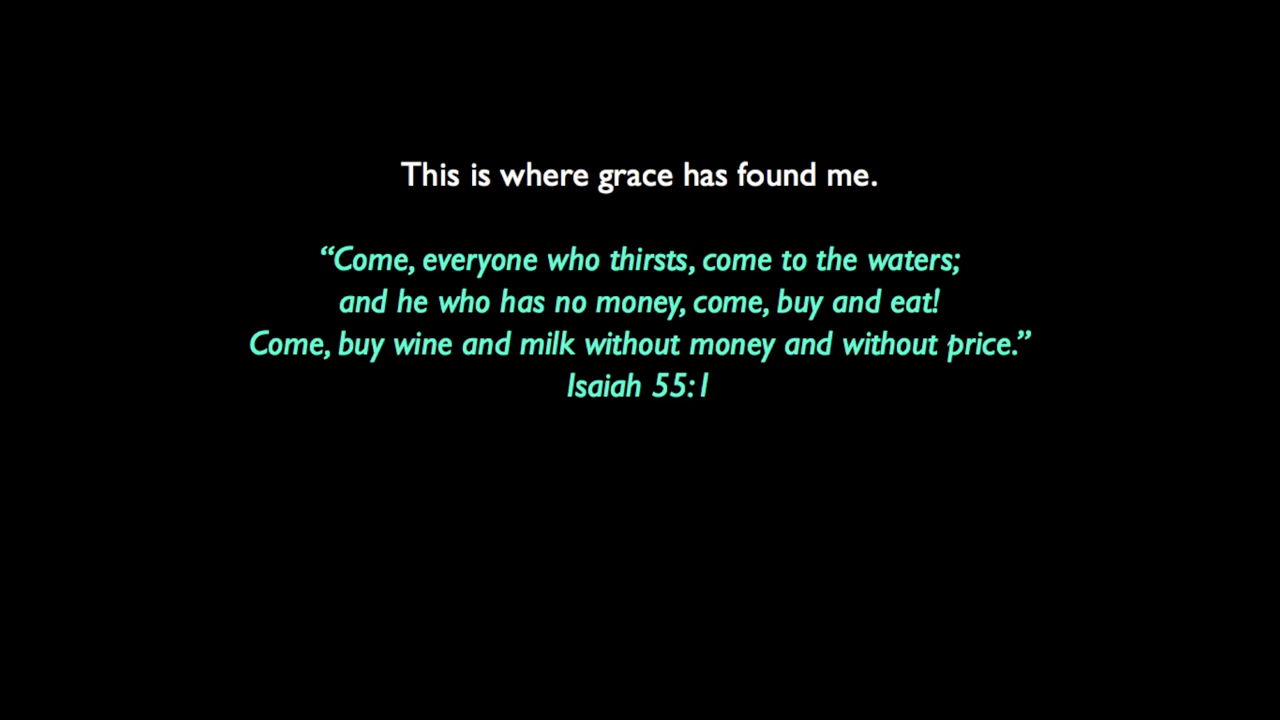 This is where grace has found me.
“Come, everyone who thirsts, come to the waters;
and he who has no money, come, buy and eat!
Come, buy wine and milk without money and without price.”
Isaiah 55:1